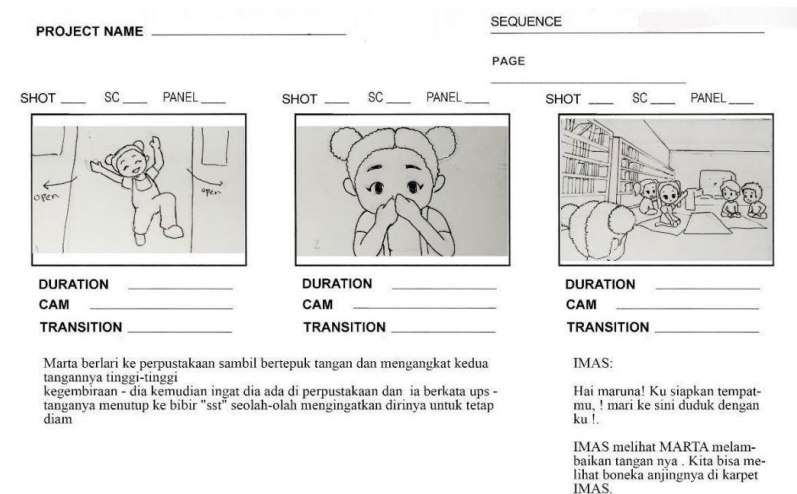 PROJECT NAME
SEQUENCE
PAGE
SHOT SC PANEL
SHOT SC PANEL
SHOT SC PANEL
open
open
1
2
DURATION
CAM
TRANSITION
DURATION
CAM
TRANSITION
DURATION
CAM
TRANSITION
Marta berlari ke perpustakaan sambil bertepuk tangan dan mengangkat kedua
tangannya tinggi-tinggi
kegembiraan - dia kemudian ingat dia ada di perpustakaan dan ia berkata ups -
tanganya menutup ke bibir "sst" seolah-olah mengingatkan dirinya untuk tetap
diam
IMAS:
Hai maruna! Ku siapkan tempat-
mu, ! mari ke sini duduk dengan
ku !.
IMAS melihat MARTA melam-
baikan tangan nya . Kita bisa me-
lihat boneka anjingnya di karpet
IMAS.